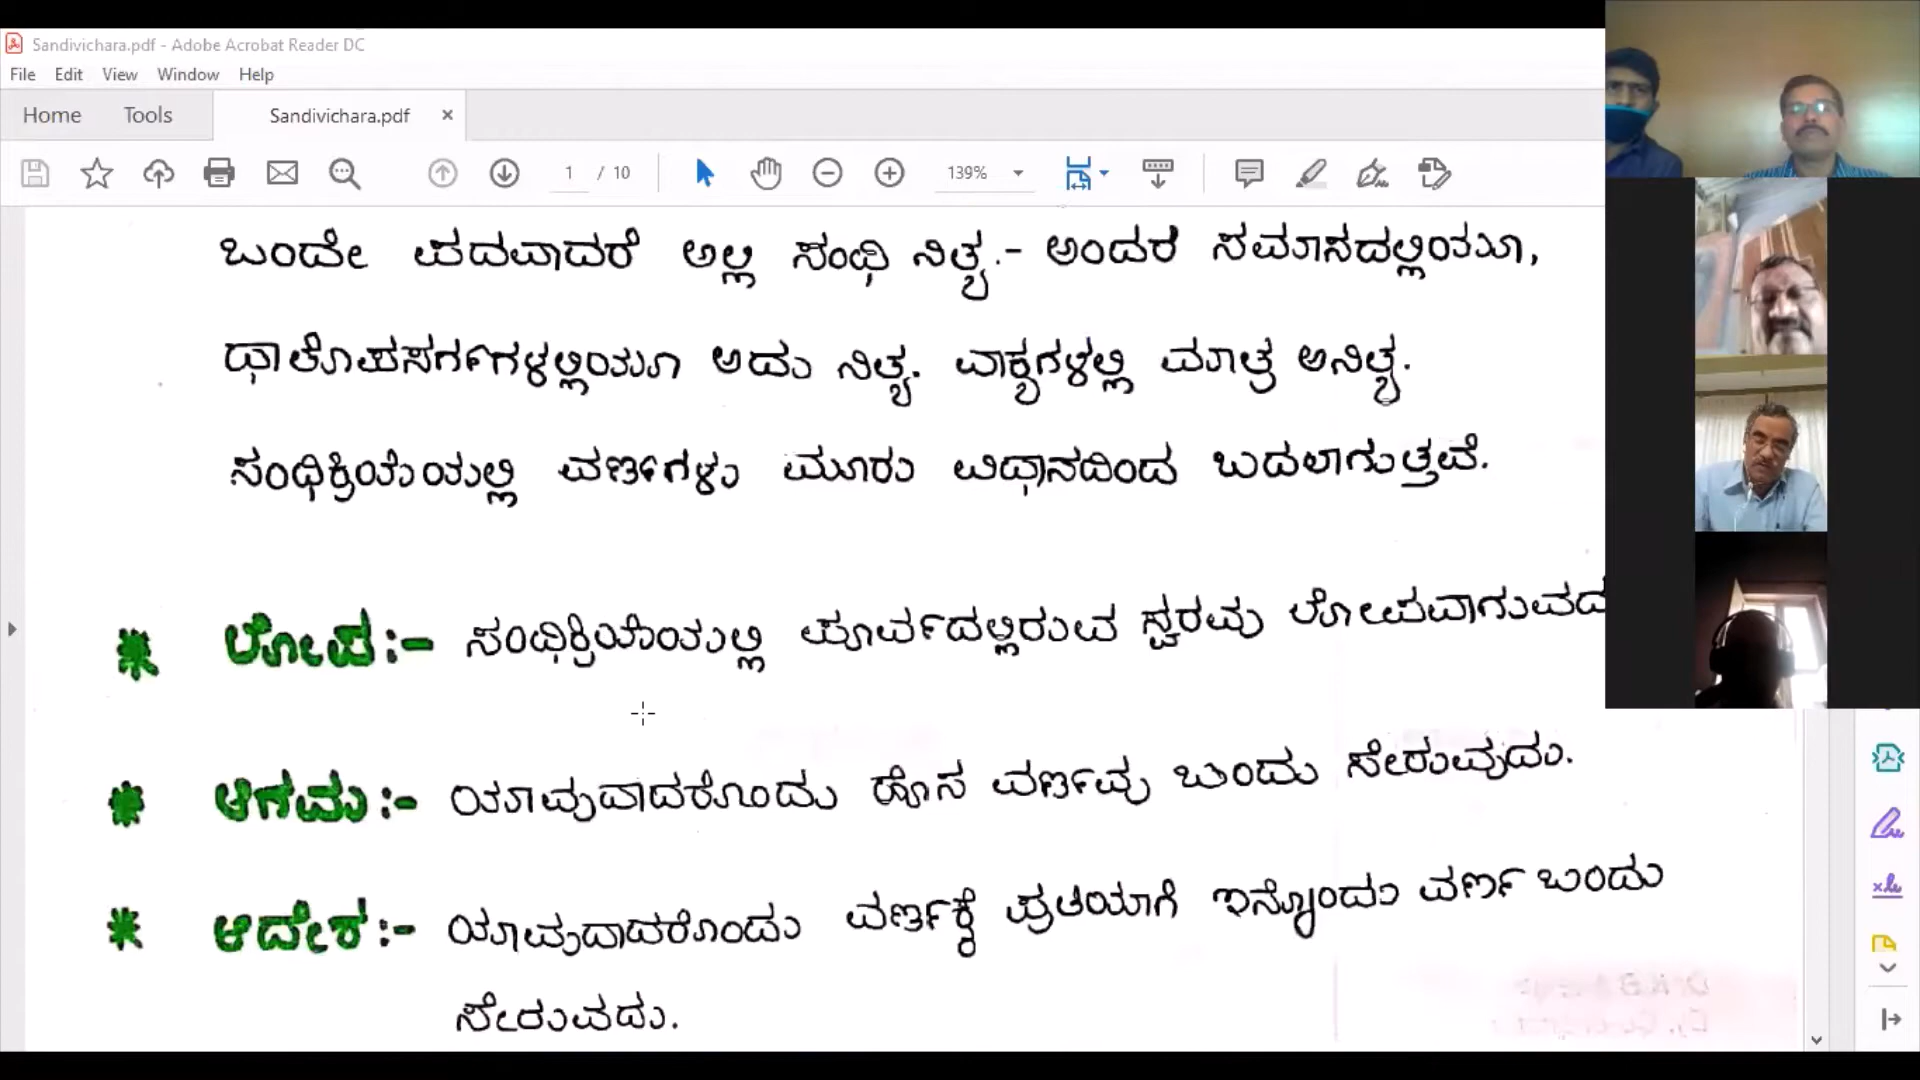 Sandivichara.pdf - Adobe Acrobat Reader DC
File Edit View Window Help
Home Tools Sandivichara.pdf ×
1 / 10 139%
ಒಂದೇ ಪದವಾದರೆ ಅಲ್ಲಿ ಸಂಧಿ ನಿತ್ಯ.- ಅಂದರೆ ಸಮಾಸದಲ್ಲಿಯೂ,
ಧಾತೋಪಸರ್ಗಗಳಲ್ಲಿಯೂ ಅದು ನಿತ್ಯ. ವಾಕ್ಯಗಳಲ್ಲಿ ಮಾತ್ರ ಅನಿತ್ಯ.
ಸಂಧಿಕ್ರಿಯೆಯಲ್ಲಿ ವರ್ಣಗಳು ಮೂರು ವಿಧಾನದಿಂದ ಬದಲಾಗುತ್ತವೆ.
* ಲೋಪ:- ಸಂಧಿಕ್ರಿಯೆಯಲ್ಲಿ ಪೂರ್ವದಲ್ಲಿರುವ ಸ್ವರವು ಲೋಪವಾಗುವದ
* ಆಗಮ:- ಯಾವುದಾದರೊಂದು ಹೊಸ ವರ್ಣವು ಬಂದು ಸೇರುವುದು.
* ಆದೇಶ:- ಯಾವುದಾದರೊಂದು ವರ್ಣಕ್ಕೆ ಪ್ರತಿಯಾಗಿ ಇನ್ನೊಂದು ವರ್ಣ ಬಂದು
ಸೇರುವದು.